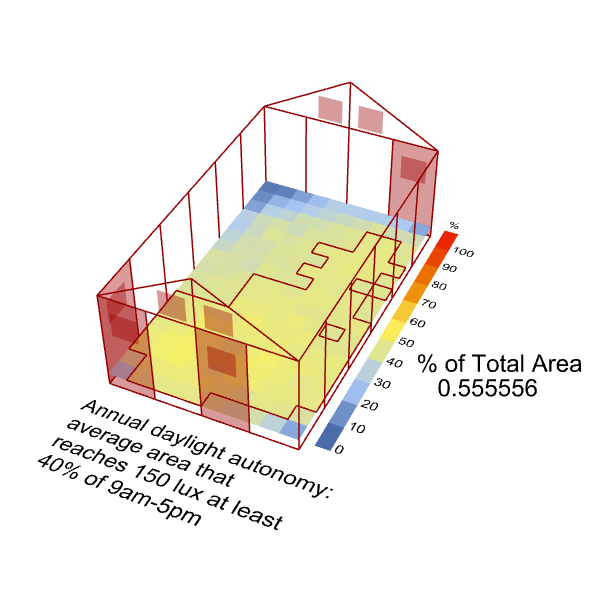 %
100
90
80
70
60
50
40
30
20
10
0
% of Total Area
0.555556
Annual daylight autonomy:
average area that
reaches 150 lux at least
40% of 9am-5pm